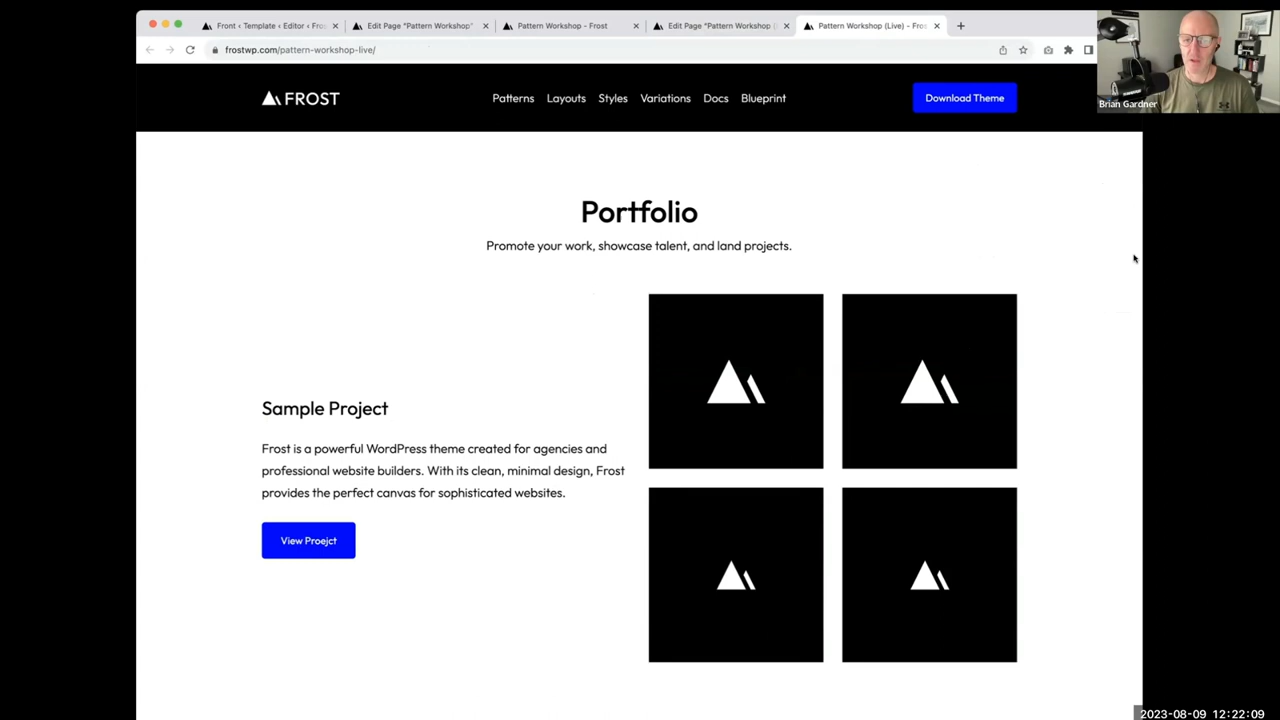 Front ‹ Template ‹ Editor ‹ Fros
Edit Page "Pattern Workshop"
Pattern Workshop - Frost
Edit Page "Pattern Workshop (
Pattern Workshop (Live) - Fros
frostwp.com/pattern-workshop-live/
FROST
Patterns
Layouts
Styles
Variations
Docs
Blueprint
Download Theme
Brian Gardner
Portfolio
Promote your work, showcase talent, and land projects.
Sample Project
Frost is a powerful WordPress theme created for agencies and
professional website builders. With its clean, minimal design, Frost
provides the perfect canvas for sophisticated websites.
View Proejct
2023-08-09 12:22:09